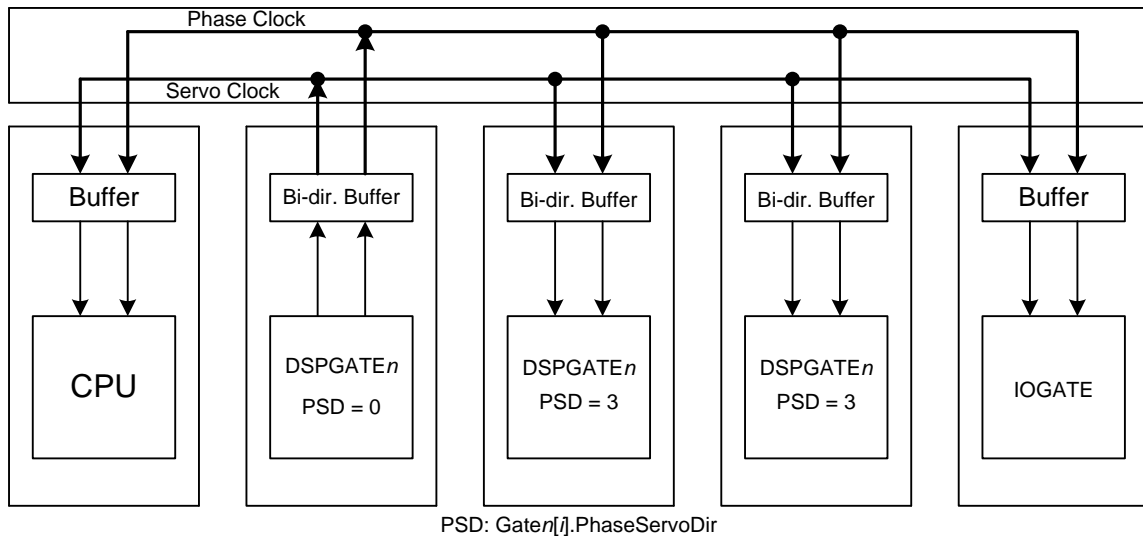 Phase Clock
Servo Clock
Buffer
Bi-dir. Buffer
Bi-dir. Buffer
Bi-dir. Buffer
Buffer
CPU
DSPGATEn
PSD = 0
DSPGATEn
PSD = 3
DSPGATEn
PSD = 3
IOGATE
PSD: Gaten[i].PhaseServoDir